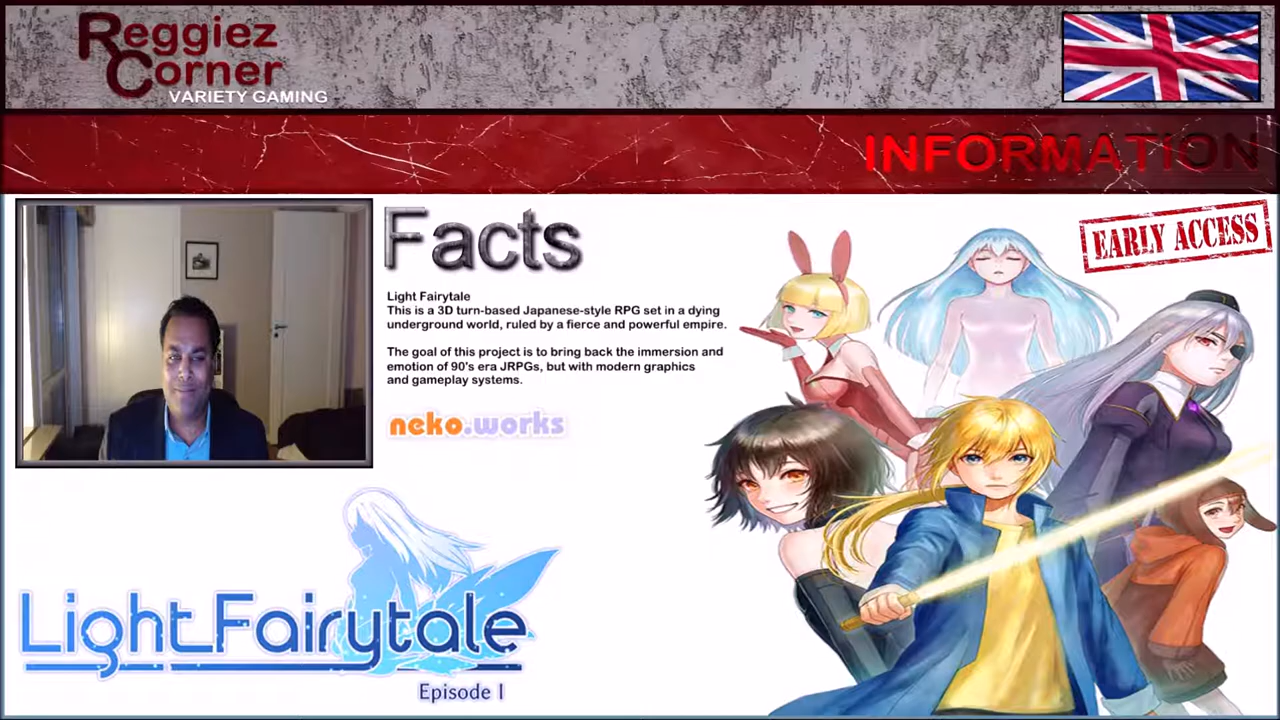 Reggiez
Corner
VARIETY GAMING
INFORMATION
Facts
EARLY ACCESS
Light Fairytale
This is a 3D turn-based Japanese-style RPG set in a dying
underground world, ruled by a fierce and powerful empire.
The goal of this project is to bring back the immersion and
emotion of 90's era JRPGs, but with modern graphics
and gameplay systems.
neko.works
Light Fairytale
Episode I